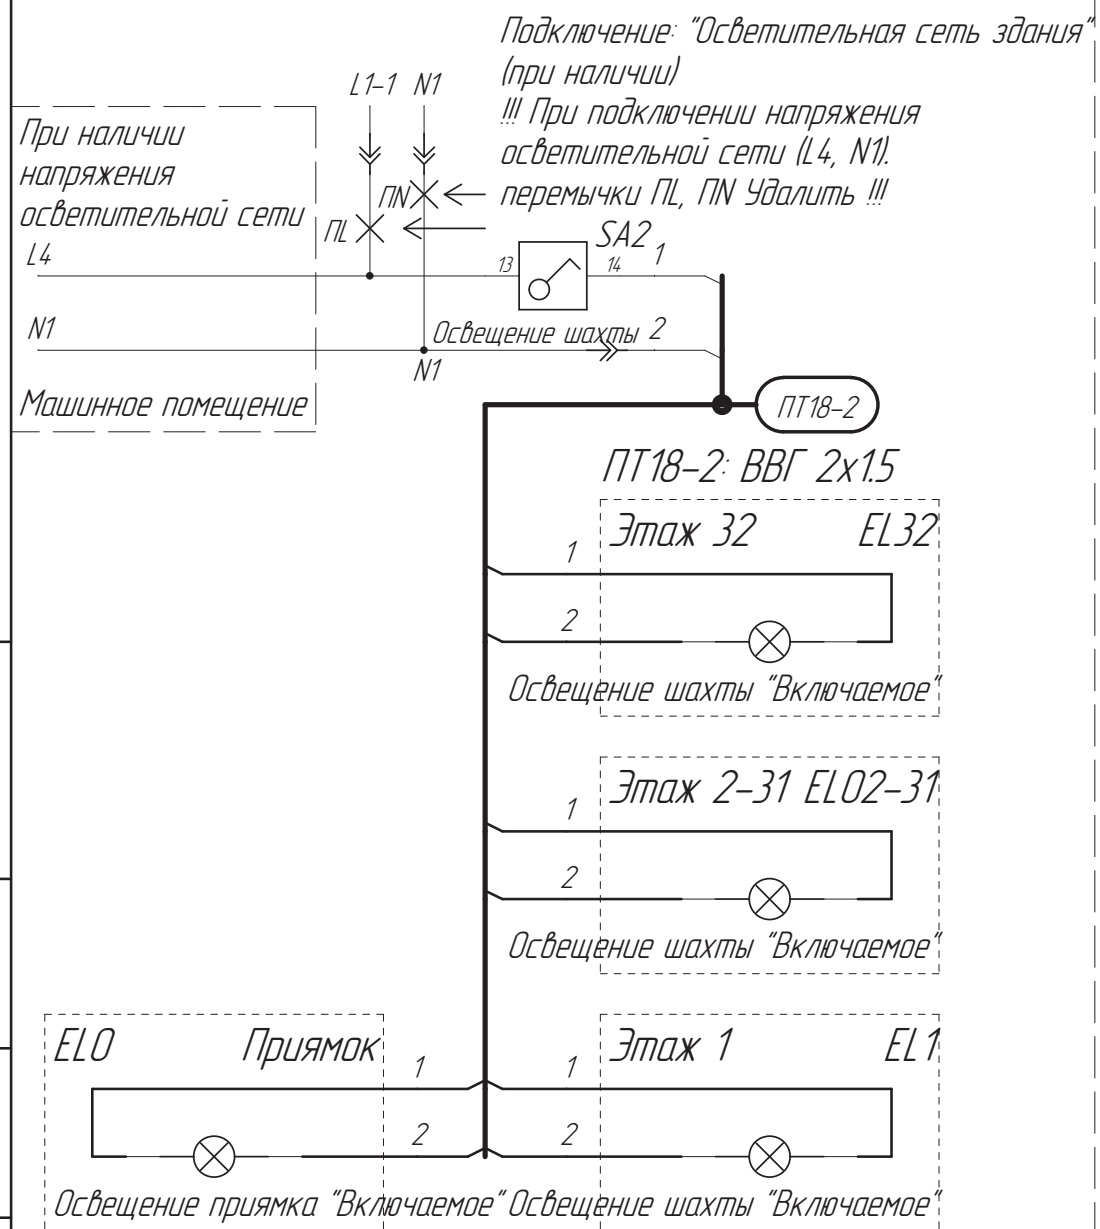 Подключение: "Осветительная сеть здания"
(при наличии)
!!! При подключении напряжения
осветительной сети (L4, N1).
перемычки ПL, ПN Удалить !!!
L1-1 N1
При наличии
напряжения
осветительной сети
ПN
ПL
L4
13
SA2
14
1
N1
Освещение шахты
2
N1
Машинное помещение
ПТ18-2
ПТ18-2: ВВГ 2x1.5
Этаж 32 EL32
1
2
Освещение шахты "Включаемое"
Этаж 2-31 EL02-31
1
2
Освещение шахты "Включаемое"
EL0 Приямок
1
2
Освещение приямка "Включаемое"
Этаж 1 EL1
1
2
Освещение шахты "Включаемое"